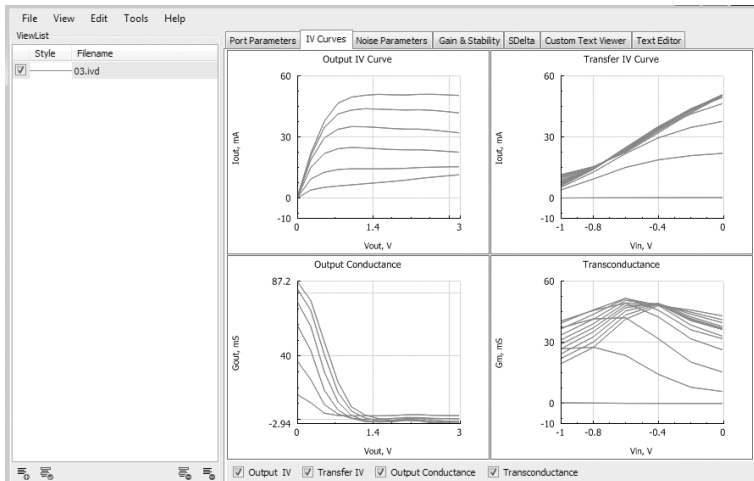 File View Edit Tools Help
ViewList
Style Filename
03.ivd
Port Parameters IV Curves Noise Parameters Gain & Stability SDelta Custom Text Viewer Text Editor
Output IV Curve
60
30
0
-10
Iout, mA
0 1.4 3
Vout, V
Transfer IV Curve
60
30
0
-10
Iout, mA
-1 -0.8 -0.4 0
Vin, V
Output Conductance
87.2
40
-2.94
Gout, mS
0 1.4 3
Vout, V
Transconductance
60
30
0
-10
Gm, mS
-1 -0.8 -0.4 0
Vin, V
Output IV Transfer IV Output Conductance Transconductance